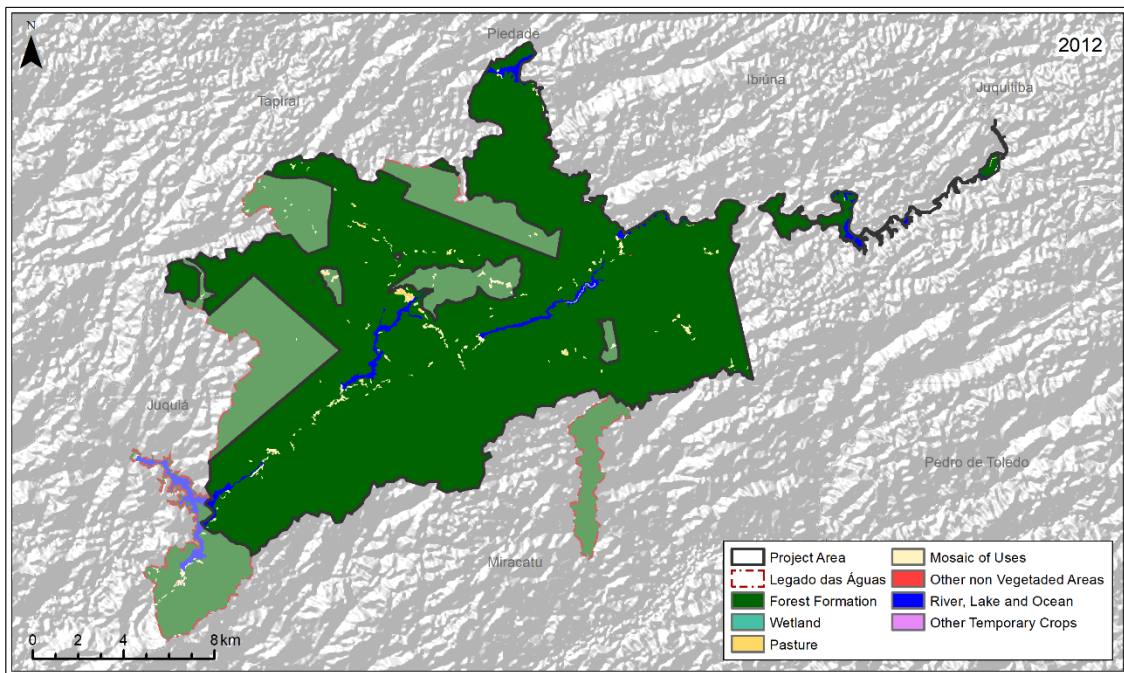 N
2012
Piedade
Ibiúna
Juquitiba
Tapiraí
Juquiá
Pedro de Toledo
Miracatu
0 2 4 8 km
Project Area
Legado das Águas
Forest Formation
Wetland
Pasture
Mosaic of Uses
Other non Vegetaded Areas
River, Lake and Ocean
Other Temporary Crops